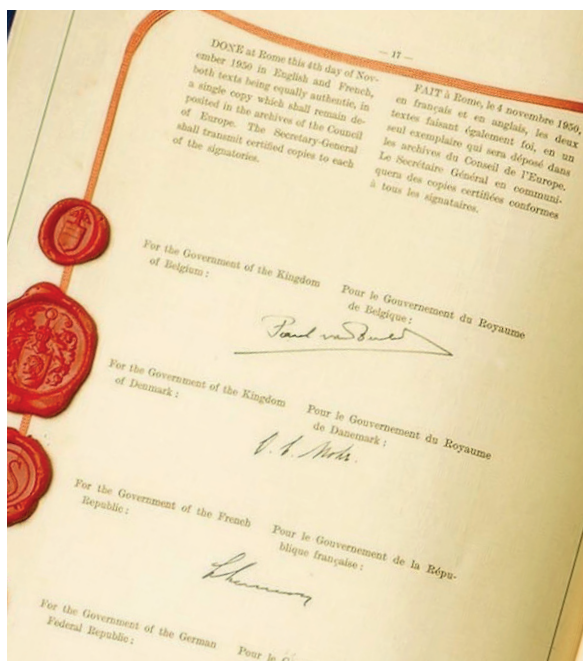 — 17 —
DONE at Rome this 4th day of Nov-
ember 1950 in English and French,
both texts being equally authentic, in
a single copy which shall remain de-
posited in the archives of the Council
of Europe. The Secretary-General
shall transmit certified copies to each
of the signatories.
FAIT à Rome, le 4 novembre 1950,
en français et en anglais, les deux
textes faisant également foi, en un
seul exemplaire qui sera déposé dans
les archives du Conseil de l'Europe.
Le Secrétaire Général en communi-
quera des copies certifiées conformes
à tous les signataires.
For the Government of the Kingdom
of Belgium :
Pour le Gouvernement du Royaume
de Belgique :
For the Government of the Kingdom
of Denmark :
Pour le Gouvernement du Royaume
de Danemark :
O. C. Mohr.
For the Government of the French
Republic :
Pour le Gouvernement de la Répu-
blique française :
For the Government of the German
Federal Republic :
Pour le